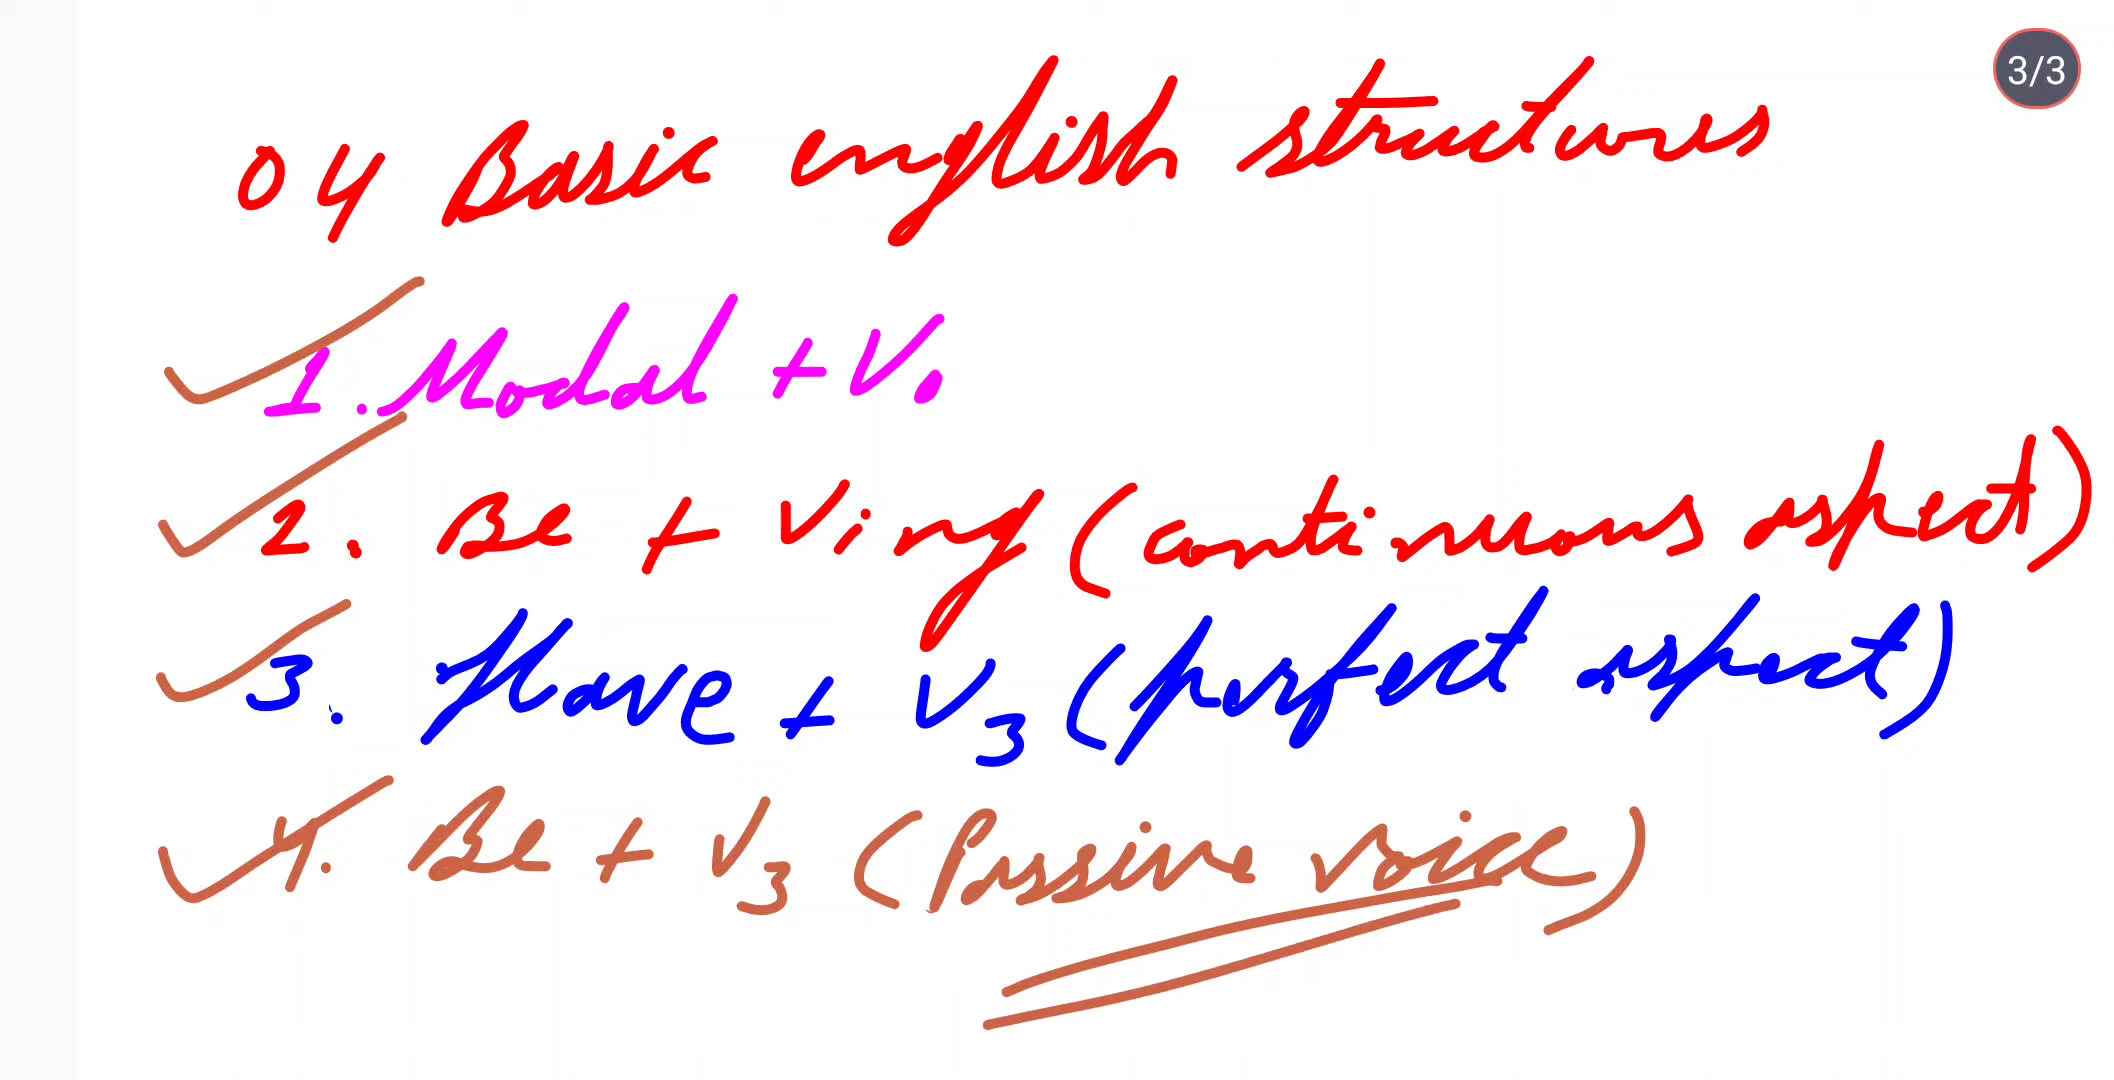 3/3
04 Basic english structures
1. Modal + V₀
2. Be + Ving (continuous aspect)
3. Have + V₃ (perfect aspect)
4. Be + V₃ (Passive voice)